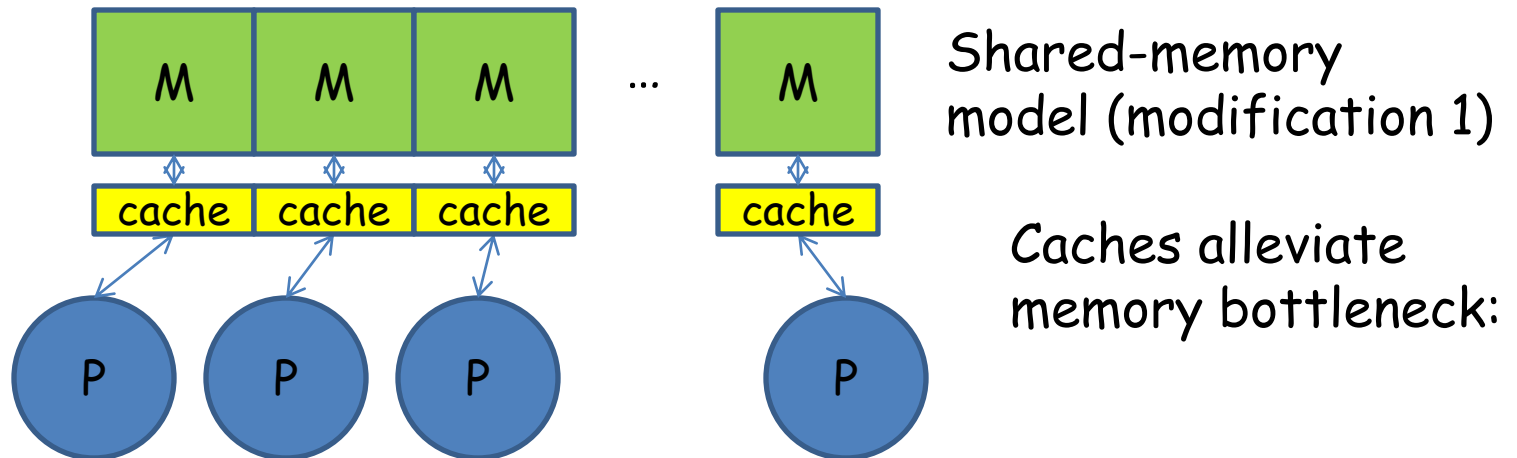 M M M ... M
Shared-memory
model (modification 1)
cache cache cache cache
Caches alleviate
memory bottleneck:
P P P P